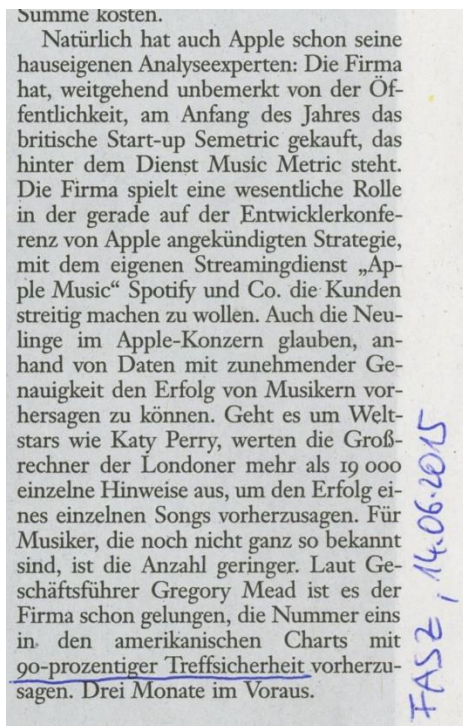 Summe kosten.
Natürlich hat auch Apple schon seine
hauseigenen Analyseexperten: Die Firma
hat, weitgehend unbemerkt von der Öf-
fentlichkeit, am Anfang des Jahres das
britische Start-up Semetric gekauft, das
hinter dem Dienst Music Metric steht.
Die Firma spielt eine wesentliche Rolle
in der gerade auf der Entwicklerkonfe-
renz von Apple angekündigten Strategie,
mit dem eigenen Streamingdienst „Ap-
ple Music“ Spotify und Co. die Kunden
streitig machen zu wollen. Auch die Neu-
linge im Apple-Konzern glauben, an-
hand von Daten mit zunehmender Ge-
nauigkeit den Erfolg von Musikern vor-
hersagen zu können. Geht es um Welt-
stars wie Katy Perry, werten die Groß-
rechner der Londoner mehr als 19 000
einzelne Hinweise aus, um den Erfolg ei-
nes einzelnen Songs vorherzusagen. Für
Musiker, die noch nicht ganz so bekannt
sind, ist die Anzahl geringer. Laut Ge-
schäftsführer Gregory Mead ist es der
Firma schon gelungen, die Nummer eins
in den amerikanischen Charts mit
90-prozentiger Treffsicherheit vorherzu-
sagen. Drei Monate im Voraus.
FASZ, 14.06.2015